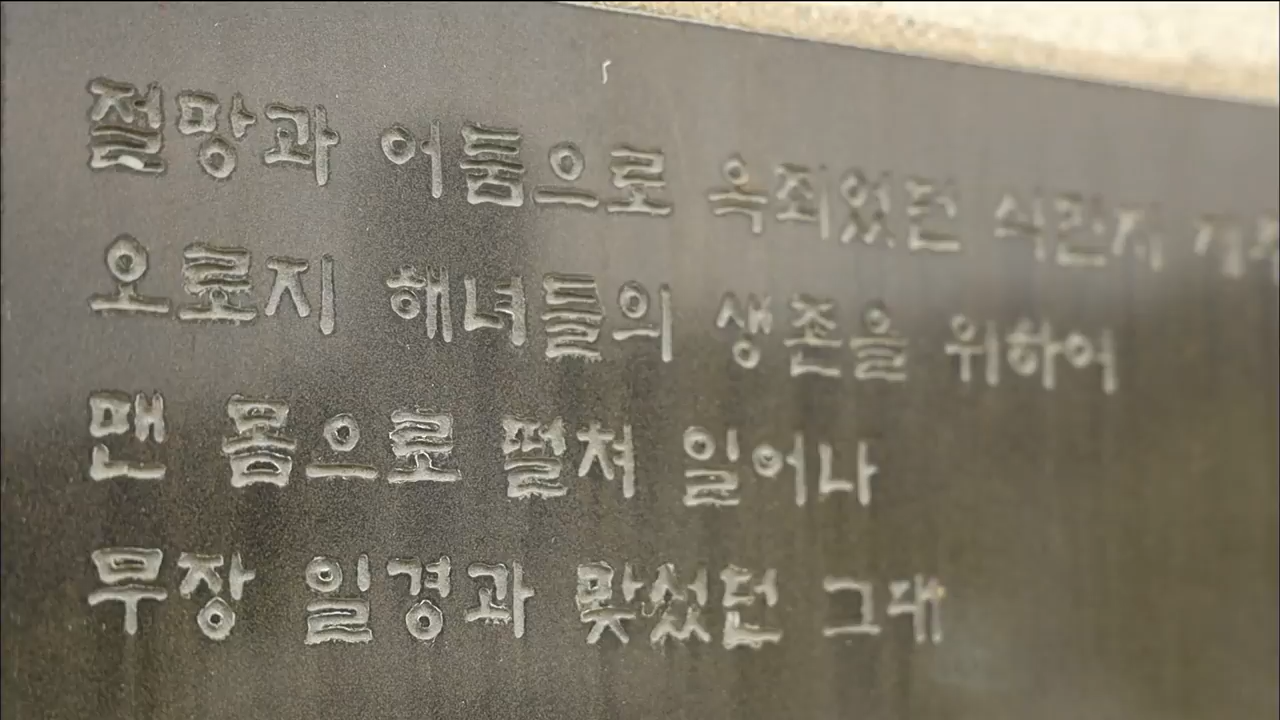 절망과 어둠으로 옥죄었던 식민지
오로지 해녀들의 생존을 위하여
맨 몸으로 떨쳐 일어나
무장 일경과 맞섰던 그대